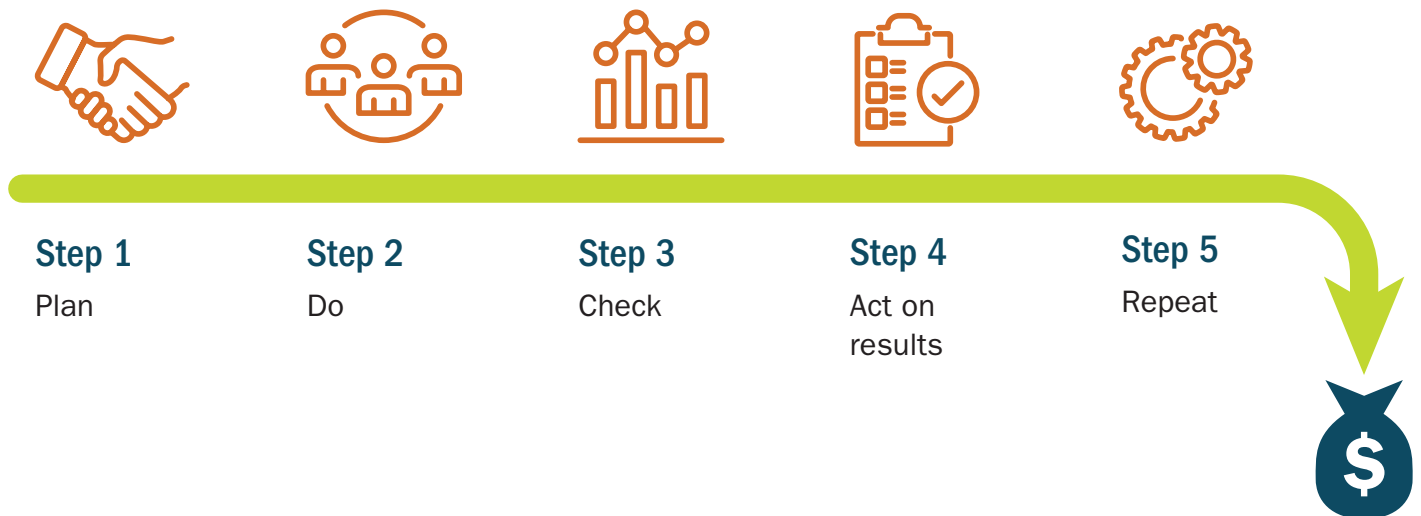 Step 1
Plan
Step 2
Do
Step 3
Check
Step 4
Act on
results
Step 5
Repeat
$